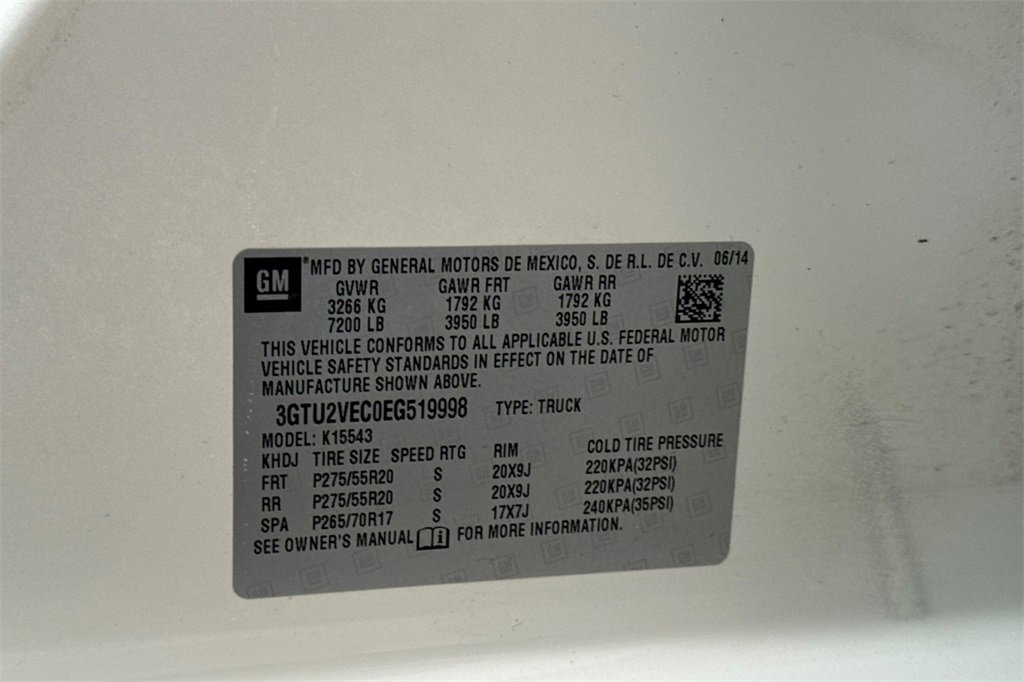 GM
®MFD BY GENERAL MOTORS DE MEXICO, S. DE R.L. DE C.V. 06/14
GVWR GAWR FRT GAWR RR
3266 KG 1792 KG 1792 KG
7200 LB 3950 LB 3950 LB
THIS VEHICLE CONFORMS TO ALL APPLICABLE U.S. FEDERAL MOTOR
VEHICLE SAFETY STANDARDS IN EFFECT ON THE DATE OF
MANUFACTURE SHOWN ABOVE.
3GTU2VEC0EG519998 TYPE: TRUCK
MODEL: K15543
KHDJ TIRE SIZE SPEED RTG RIM COLD TIRE PRESSURE
FRT P275/55R20 S 20X9J 220KPA(32PSI)
RR P275/55R20 S 20X9J 220KPA(32PSI)
SPA P265/70R17 S 17X7J 240KPA(35PSI)
SEE OWNER'S MANUAL FOR MORE INFORMATION.